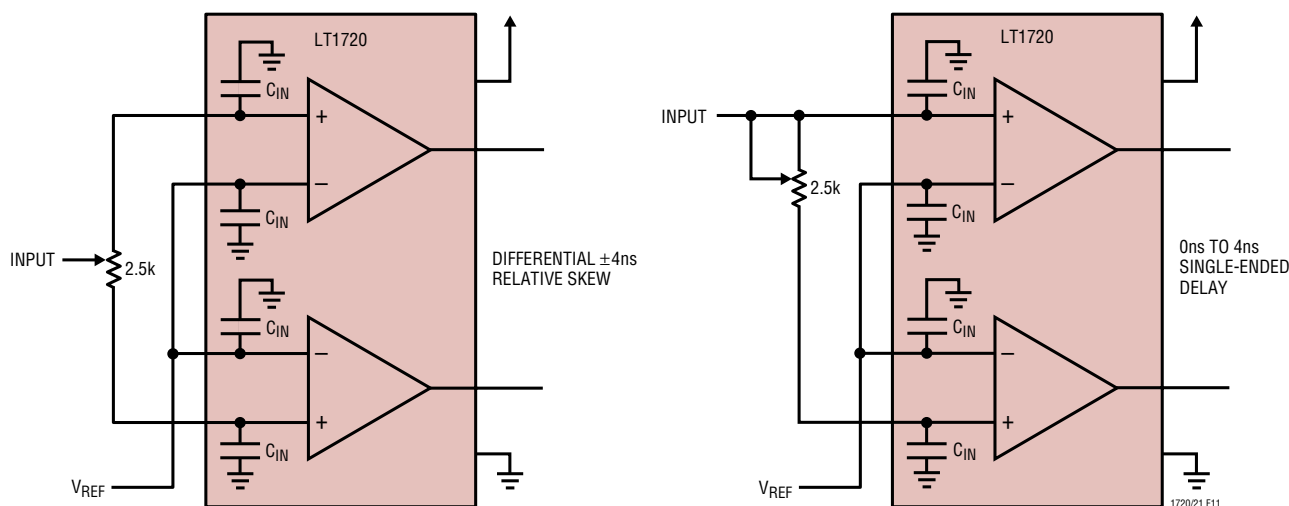 LT1720
C_IN
+
−
C_IN
INPUT
2.5k
DIFFERENTIAL ±4ns
RELATIVE SKEW
C_IN
−
+
C_IN
V_REF
LT1720
C_IN
INPUT
+
2.5k
−
C_IN
0ns TO 4ns
SINGLE-ENDED
DELAY
C_IN
−
+
C_IN
V_REF
1720/21 F11